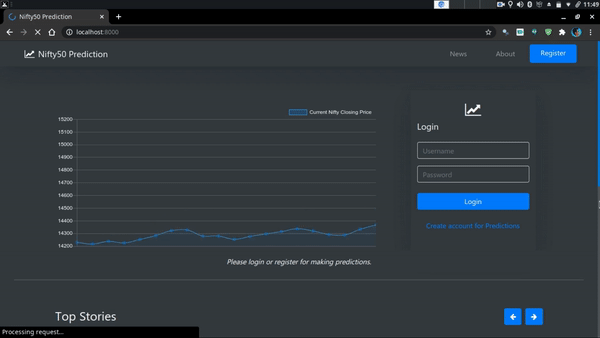 11:49
Nifty50 Prediction
localhost:8000
Nifty50 Prediction
News
About
Register
Current Nifty Closing Price
15200
15100
15000
14900
14800
14700
14600
14500
14400
14300
14200
Login
Username
Password
Login
Create account for Predictions
Please login or register for making predictions.
Top Stories
Processing request...